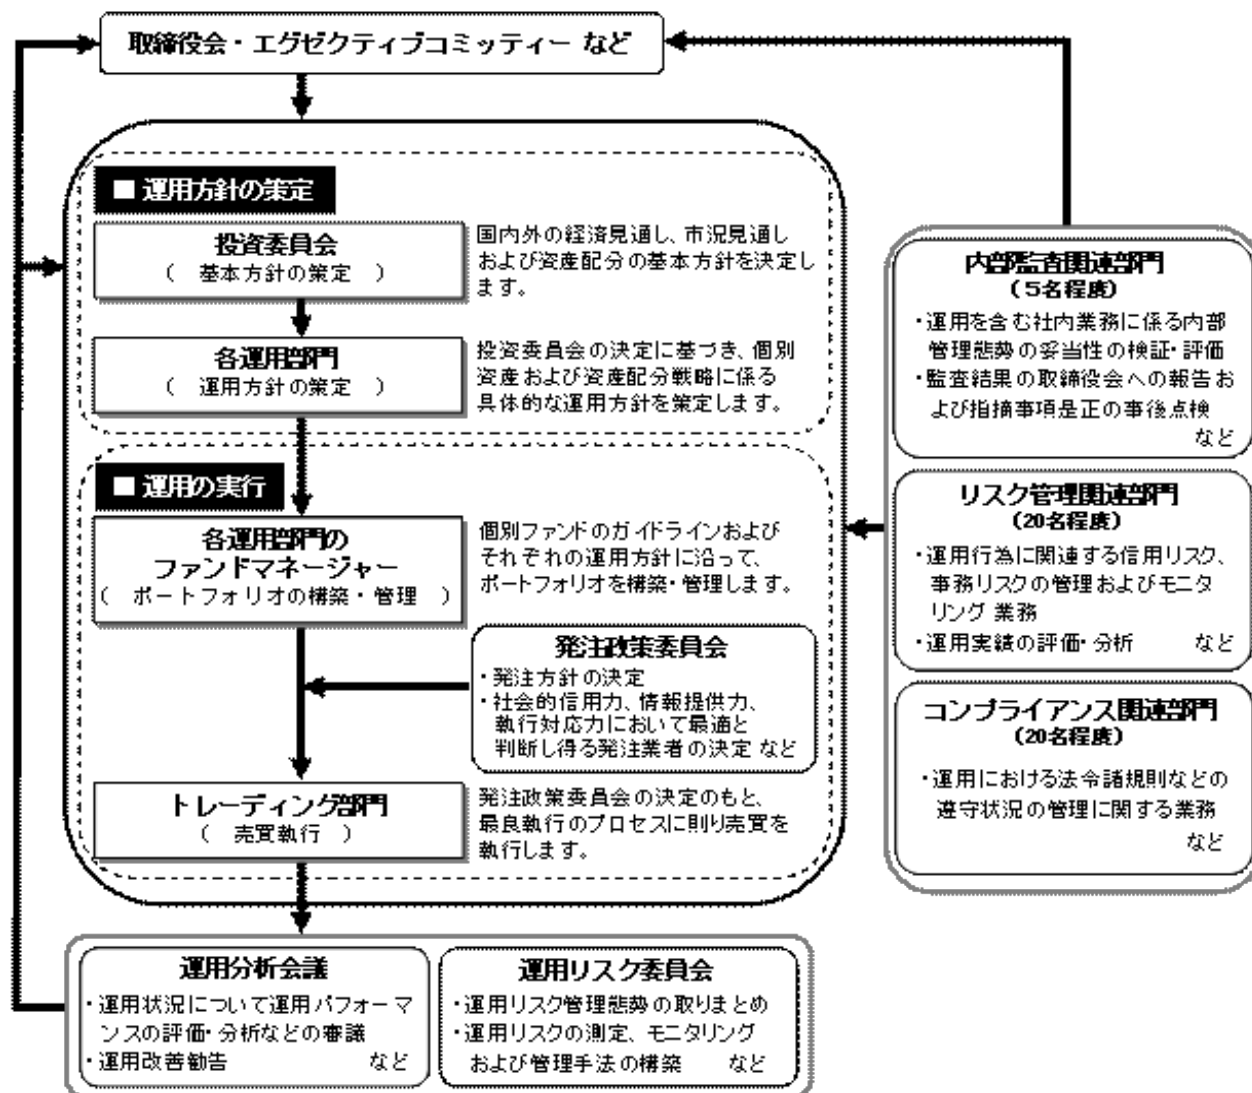 取締役会・エグゼクティブコミッティー など
■ 運用方針の策定
投資委員会
( 基本方針の策定 )
国内外の経済見通し、市況見通し
および資産配分の基本方針を決定し
ます。
各運用部門
( 運用方針の策定 )
投資委員会の決定に基づき、個別
資産および資産配分戦略に係る
具体的な運用方針を策定します。
■ 運用の実行
各運用部門の
ファンドマネージャー
( ポートフォリオの構築・管理 )
個別ファンドのガイドラインおよび
それぞれの運用方針に沿って、
ポートフォリオを構築・管理します。
発注政策委員会
・発注方針の決定
・社会的信用力、情報提供力、
執行対応力において最適と
判断し得る発注業者の決定 など
トレーディング部門
( 売買執行 )
発注政策委員会の決定のもと、
最良執行のプロセスに則り売買を
執行します。
運用分析会議
・運用状況について運用パフォーマ
ンスの評価・分析などの審議
・運用改善勧告 など
運用リスク委員会
・運用リスク管理態勢の取りまとめ
・運用リスクの測定、モニタリング
および管理手法の構築 など
内部監査関連部門
(5名程度)
・運用を含む社内業務に係る内部
管理態勢の妥当性の検証・評価
・監査結果の取締役会への報告お
よび指摘事項是正の事後点検
など
リスク管理関連部門
(20名程度)
・運用行為に関連する信用リスク、
事務リスクの管理およびモニタ
リング 業務
・運用実績の評価・分析 など
コンプライアンス関連部門
(20名程度)
・運用における法令諸規則などの
遵守状況の管理に関する業務
など